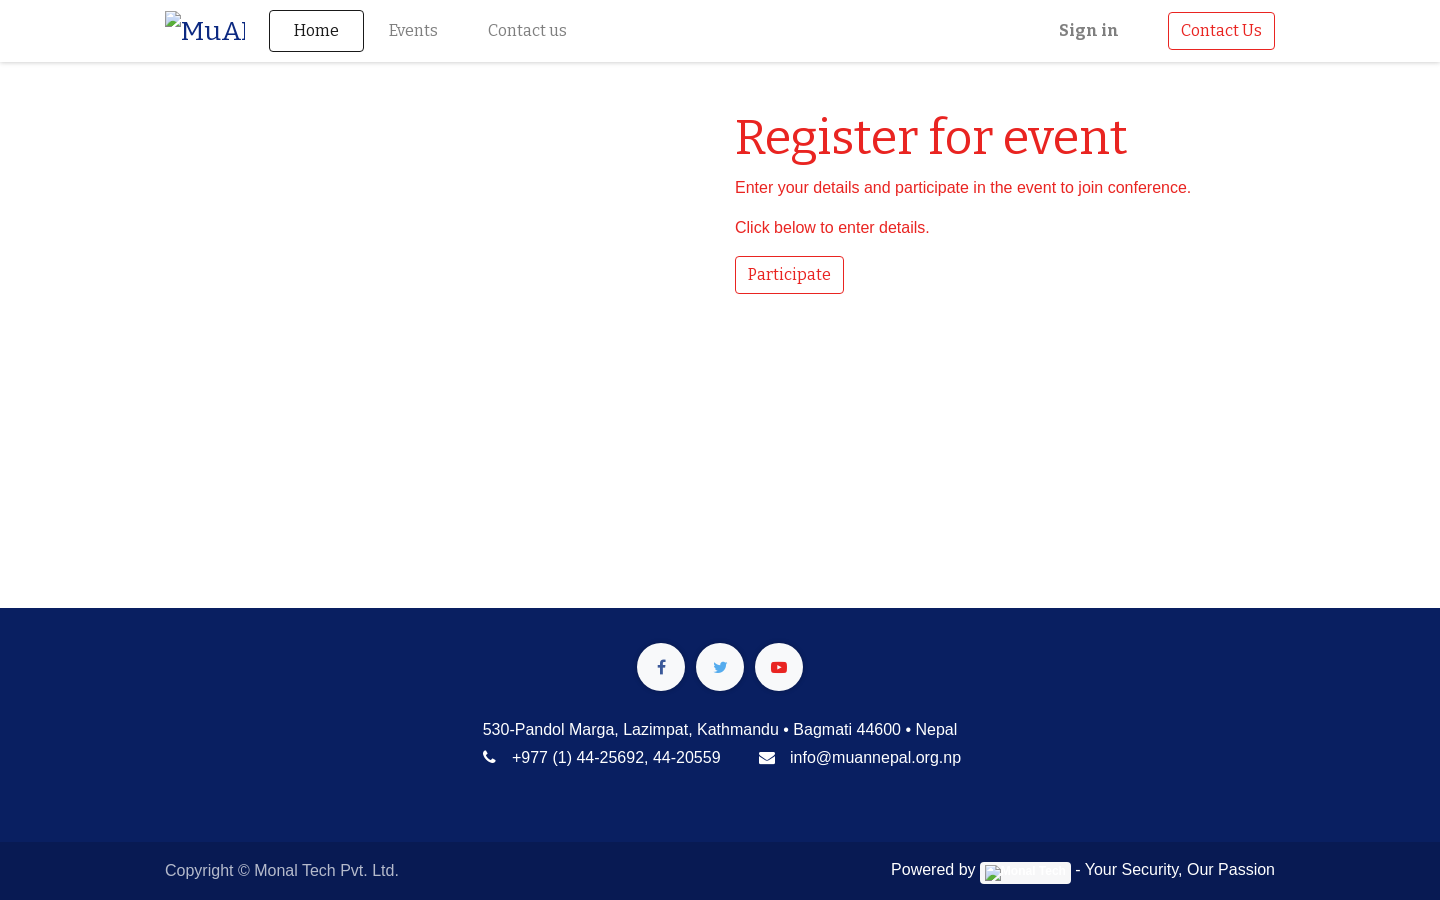 Home
Events
Contact us
Sign in
Contact Us
Register for event
Enter your details and participate in the event to join conference.
Click below to enter details.
Participate
530-Pandol Marga, Lazimpat, Kathmandu • Bagmati 44600 • Nepal
+977 (1) 44-25692, 44-20559
info@muannepal.org.np
Copyright © Monal Tech Pvt. Ltd.
Powered by
- Your Security, Our Passion